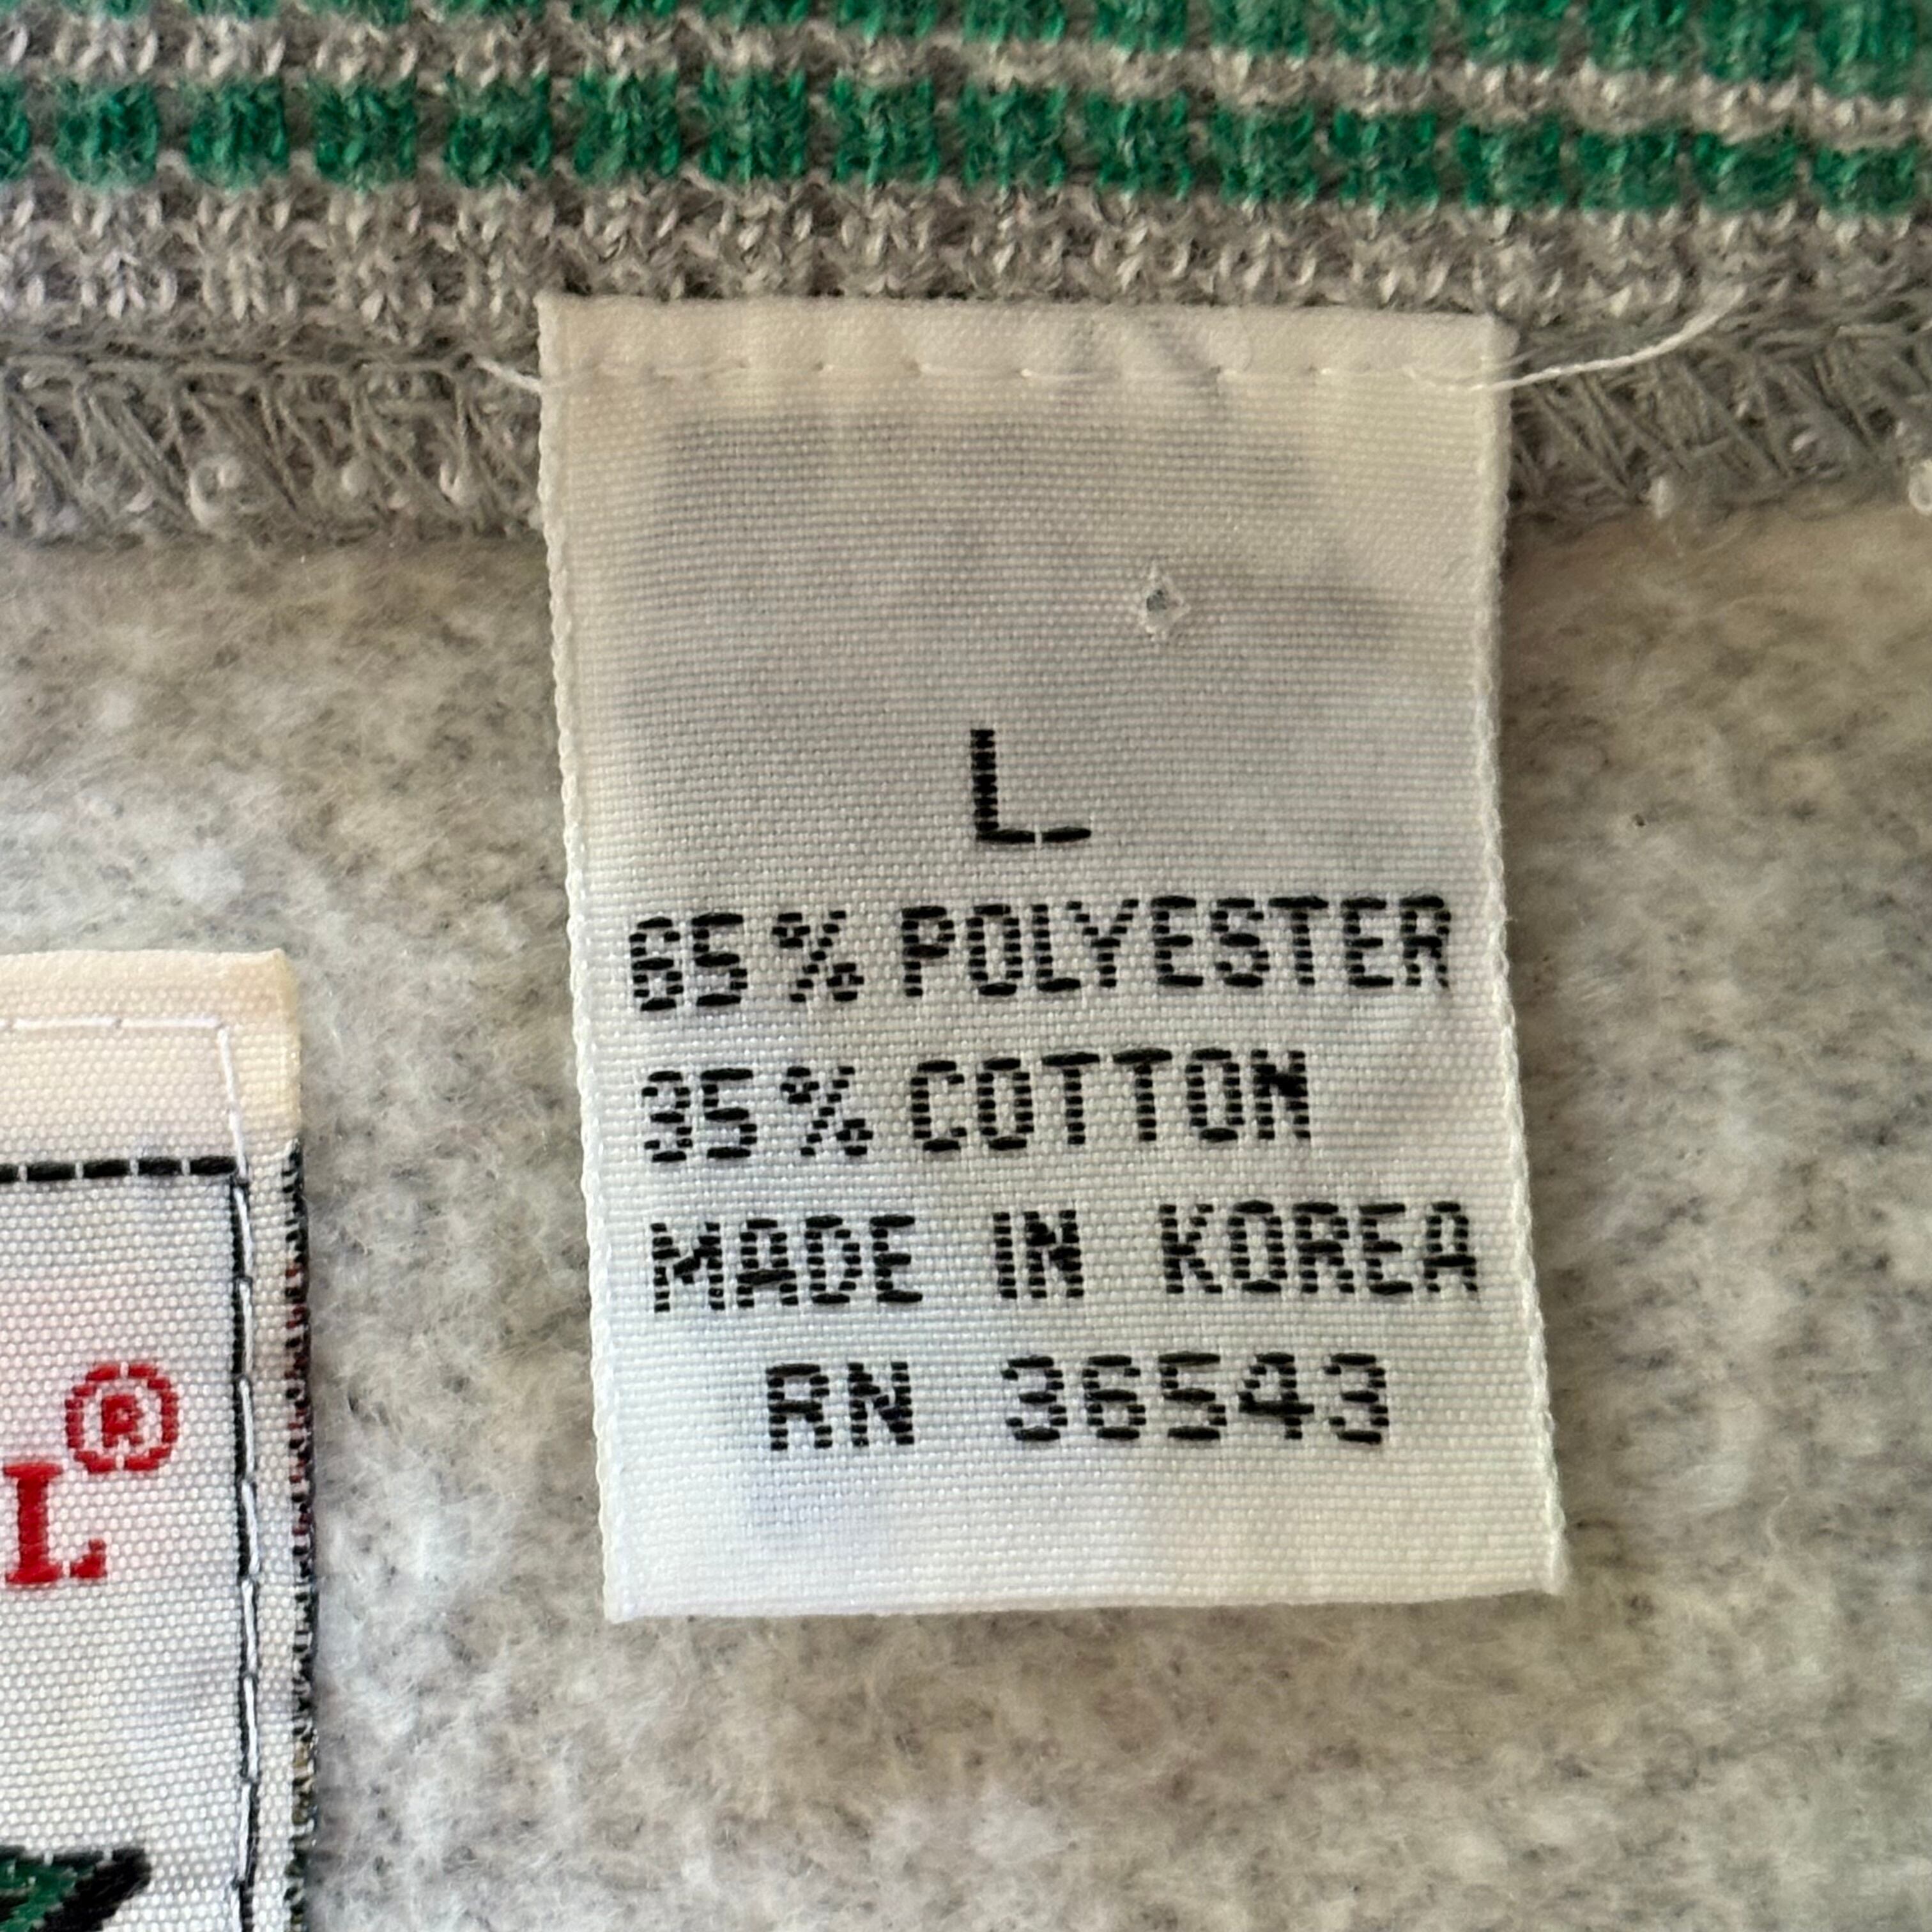 L
65% POLYESTER
35% COTTON
MADE IN KOREA
RN 36543
®
L